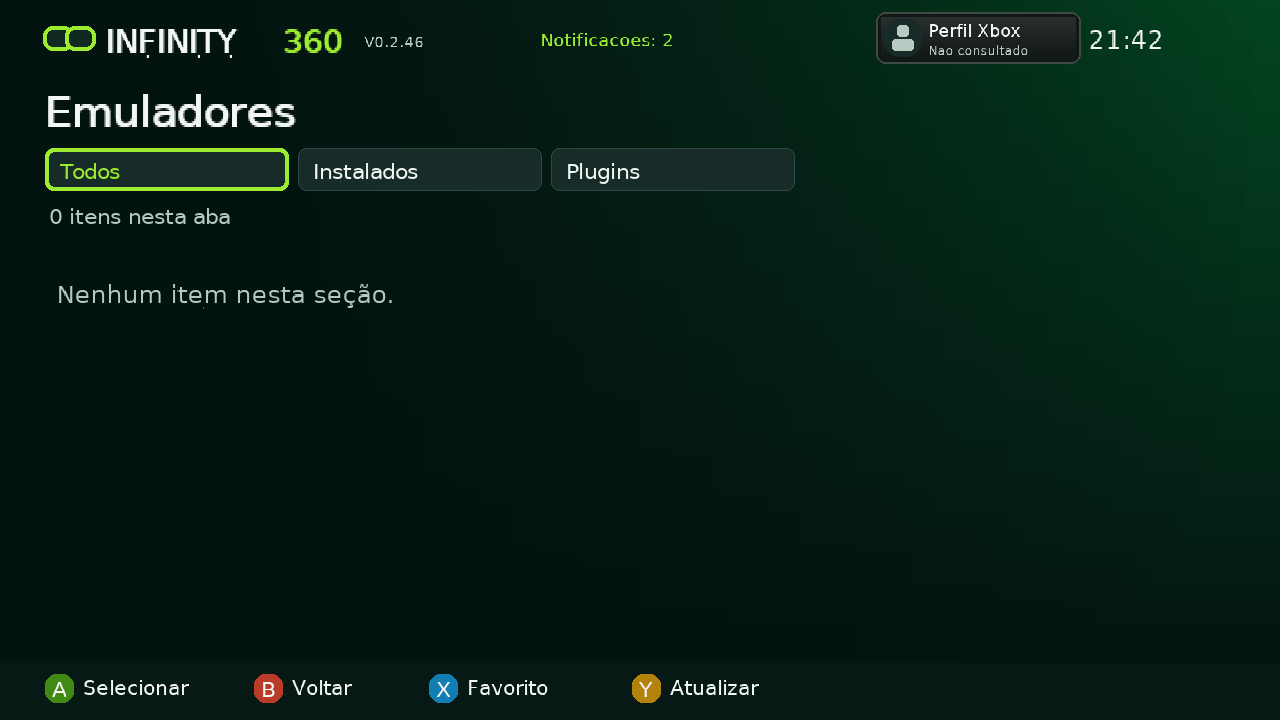 INFINITY 360 V0.2.46 Notificacoes: 2 Perfil Xbox 21:42
Nao consultado
Emuladores
Todos Instalados Plugins
0 itens nesta aba
Nenhum item nesta seção.
A Selecionar B Voltar X Favorito Y Atualizar